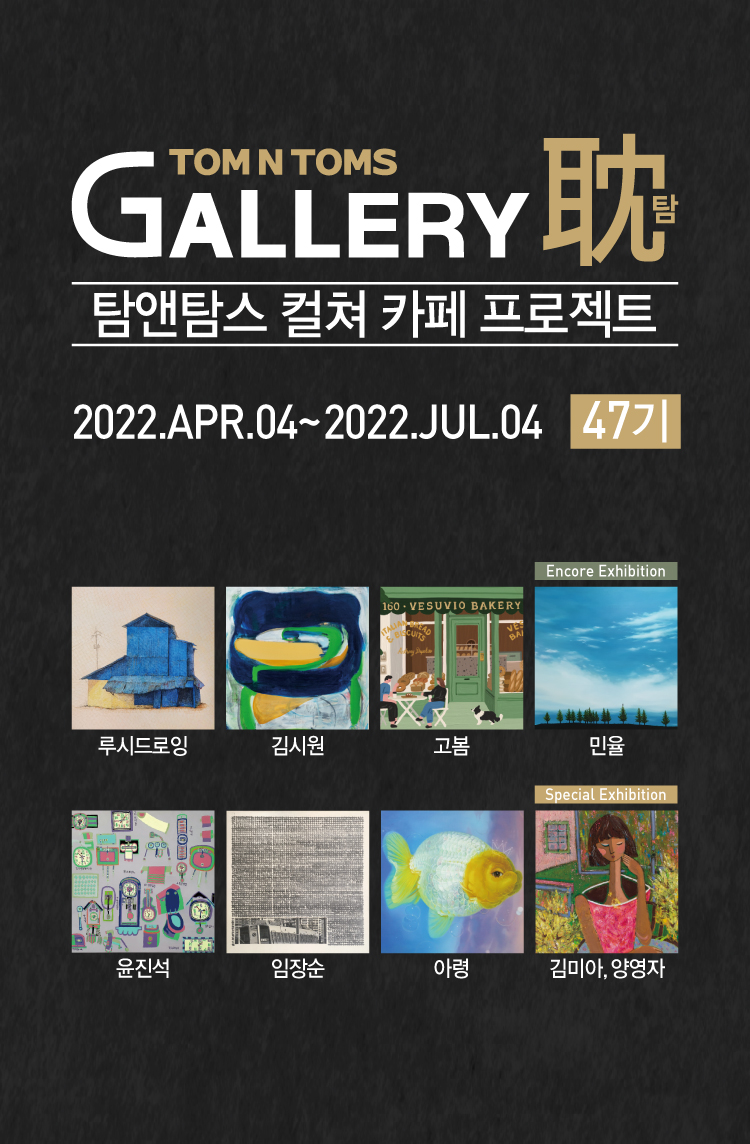 TOM N TOMS
GALLERY 耽 탐
탐앤탐스 컬쳐 카페 프로젝트
2022.APR.04~2022.JUL.04 47기
Encore Exhibition
160 · VESUVIO BAKERY
ITALIAN BREAD
& BISCUITS
루시드로잉 김시원 고봄 민율
Special Exhibition
윤진석 임장순 아령 김미아, 양영자